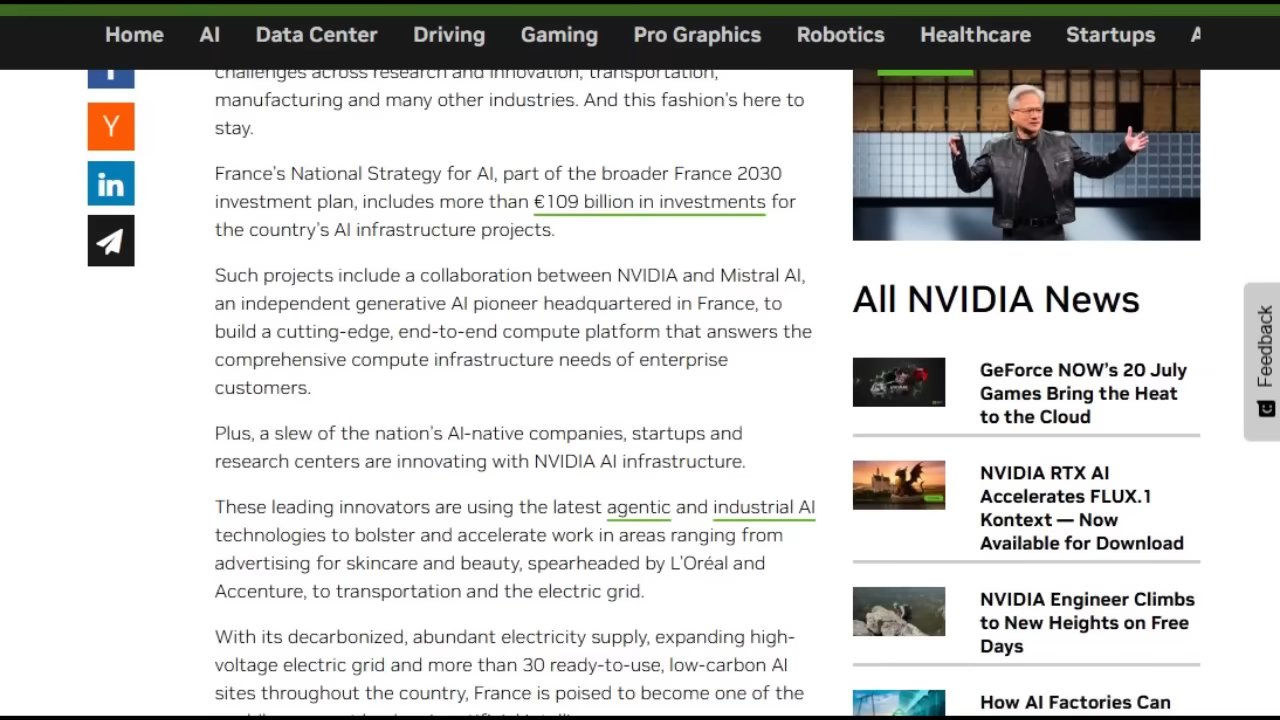 Home AI Data Center Driving Gaming Pro Graphics Robotics Healthcare Startups
challenges across research and innovation, transportation,
manufacturing and many other industries. And this fashion's here to
stay.
France's National Strategy for AI, part of the broader France 2030
investment plan, includes more than €109 billion in investments for
the country's AI infrastructure projects.
Such projects include a collaboration between NVIDIA and Mistral AI,
an independent generative AI pioneer headquartered in France, to
build a cutting-edge, end-to-end compute platform that answers the
comprehensive compute infrastructure needs of enterprise
customers.
Plus, a slew of the nation's AI-native companies, startups and
research centers are innovating with NVIDIA AI infrastructure.
These leading innovators are using the latest agentic and industrial AI
technologies to bolster and accelerate work in areas ranging from
advertising for skincare and beauty, spearheaded by L'Oréal and
Accenture, to transportation and the electric grid.
With its decarbonized, abundant electricity supply, expanding high-
voltage electric grid and more than 30 ready-to-use, low-carbon AI
sites throughout the country, France is poised to become one of the
Y
in
All NVIDIA News
GeForce NOW's 20 July
Games Bring the Heat
to the Cloud
NVIDIA RTX AI
Accelerates FLUX.1
Kontext — Now
Available for Download
NVIDIA Engineer Climbs
to New Heights on Free
Days
How AI Factories Can
Feedback